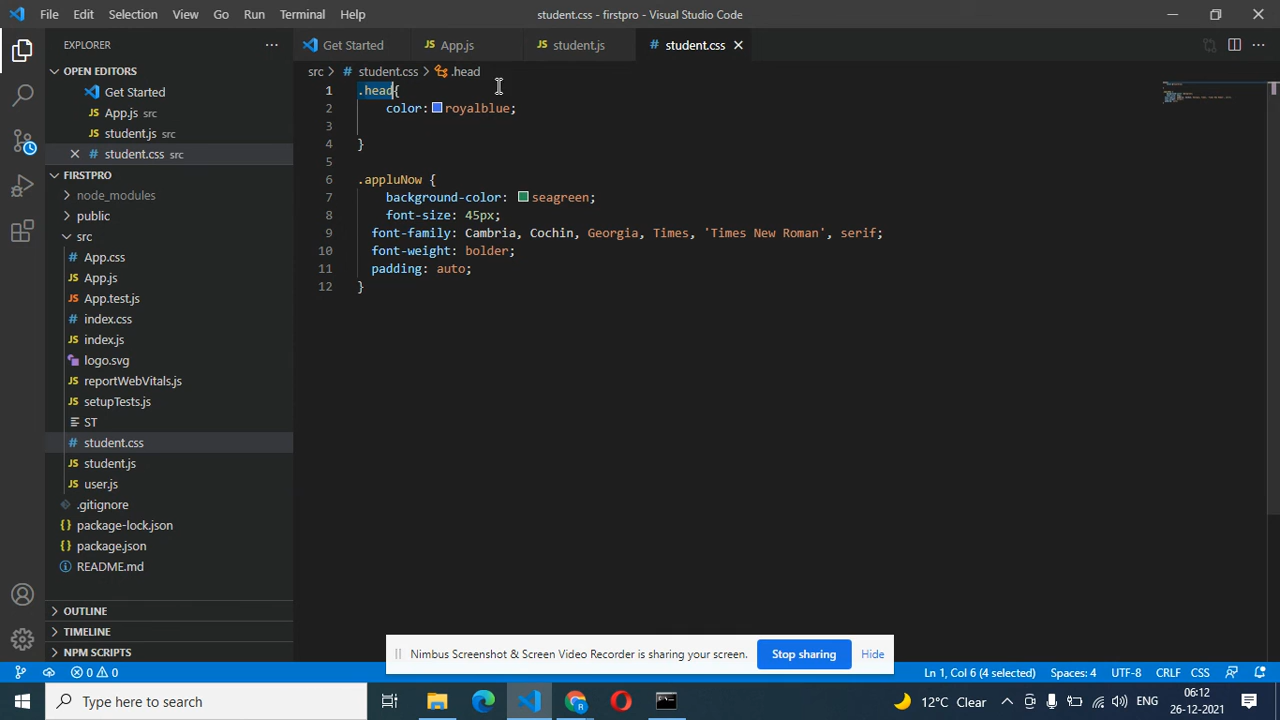 File Edit Selection View Go Run Terminal Help student.css - firstpro - Visual Studio Code
EXPLORER
Get Started App.js student.js student.css
src student.css .head
OPEN EDITORS
Get Started
App.js src
student.js src
student.css src
FIRSTPRO
node_modules
public
src
App.css
App.js
App.test.js
index.css
index.js
logo.svg
reportWebVitals.js
setupTests.js
ST
student.css
student.js
user.js
.gitignore
package-lock.json
package.json
README.md
OUTLINE
TIMELINE
NPM SCRIPTS
1 .head{
2 color: royalblue;
3
4 }
5
6 .appluNow {
7 background-color: seagreen;
8 font-size: 45px;
9 font-family: Cambria, Cochin, Georgia, Times, 'Times New Roman', serif;
10 font-weight: bolder;
11 padding: auto;
12 }
Nimbus Screenshot & Screen Video Recorder is sharing your screen. Stop sharing Hide
0 0 Ln 1, Col 6 (4 selected) Spaces: 4 UTF-8 CRLF CSS
Type here to search
12°C Clear ENG
06:12
26-12-2021